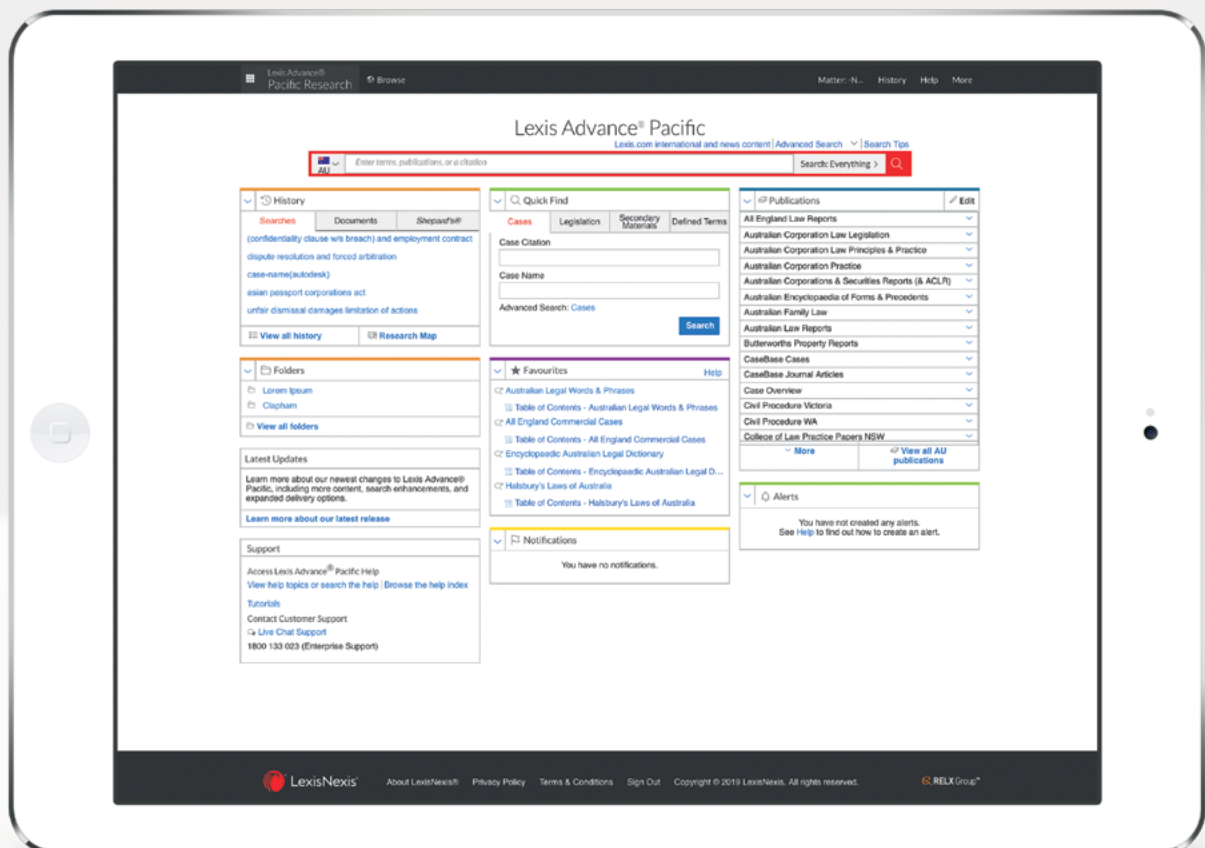 Lexis Advance®
Pacific Research
Browse
Matter: -N...
History
Help
More
Lexis Advance® Pacific
Lexis.com international and news content | Advanced Search | Search Tips
AU
Enter terms, publications, or a citation
Search: Everything >
History
Searches
Documents
Shepard's®
(confidentiality clause w/s breach) and employment contract
dispute resolution and forced arbitration
case-name(autodesk)
asian passport corporations act
unfair dismissal damages limitation of actions
View all history
Research Map
Folders
Lorem Ipsum
Clapham
View all folders
Latest Updates
Learn more about our newest changes to Lexis Advance®
Pacific, including more content, search enhancements, and
expanded delivery options.
Learn more about our latest release
Support
Access Lexis Advance® Pacific Help
View help topics or search the help | Browse the help index
Tutorials
Contact Customer Support
Live Chat Support
1800 133 023 (Enterprise Support)
Quick Find
Cases
Legislation
Secondary
Materials
Defined Terms
Case Citation
Case Name
Advanced Search: Cases
Search
Favourites
Help
Australian Legal Words & Phrases
Table of Contents - Australian Legal Words & Phrases
All England Commercial Cases
Table of Contents - All England Commercial Cases
Encyclopaedic Australian Legal Dictionary
Table of Contents - Encyclopaedic Australian Legal D...
Halsbury's Laws of Australia
Table of Contents - Halsbury's Laws of Australia
Notifications
You have no notifications.
Publications
Edit
All England Law Reports
Australian Corporation Law Legislation
Australian Corporation Law Principles & Practice
Australian Corporation Practice
Australian Corporations & Securities Reports (& ACLR)
Australian Encyclopaedia of Forms & Precedents
Australian Family Law
Australian Law Reports
Butterworths Property Reports
CaseBase Cases
CaseBase Journal Articles
Case Overview
Civil Procedure Victoria
Civil Procedure WA
College of Law Practice Papers NSW
More
View all AU
publications
Alerts
You have not created any alerts.
See Help to find out how to create an alert.
LexisNexis®
About LexisNexis®
Privacy Policy
Terms & Conditions
Sign Out
Copyright © 2019 LexisNexis. All rights reserved.
RELX Group™